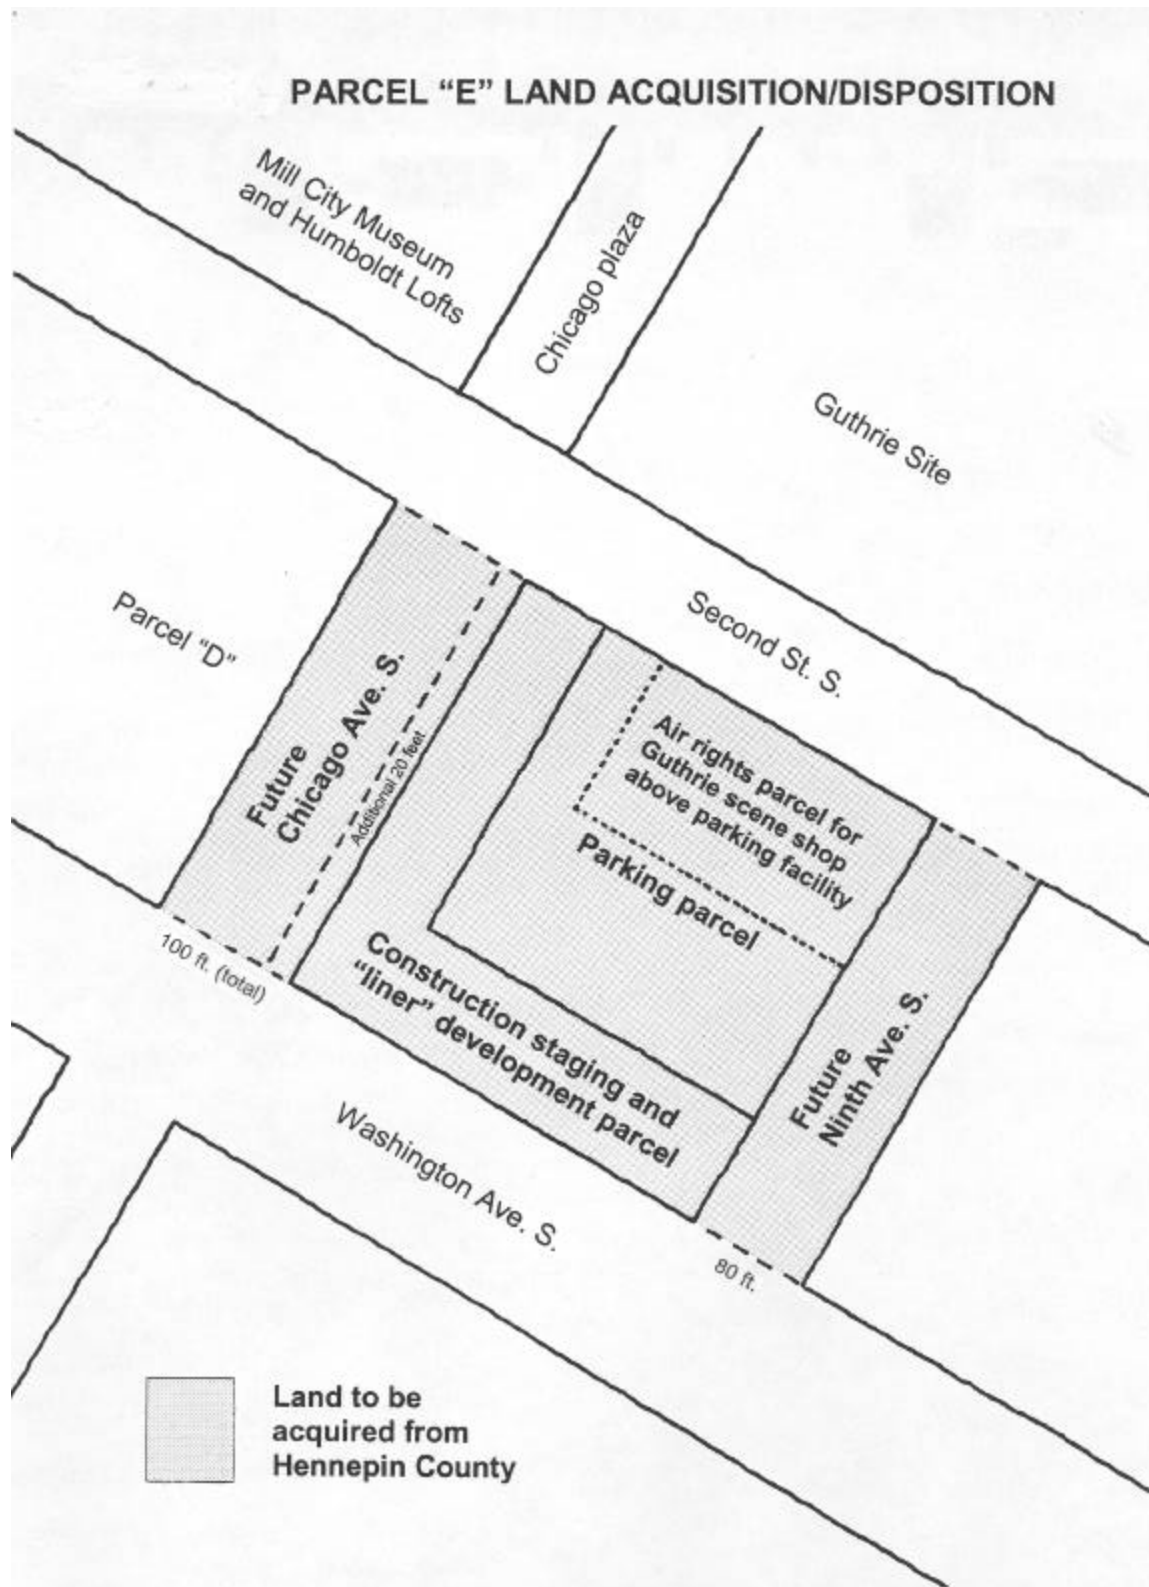 PARCEL “E” LAND ACQUISITION/DISPOSITION
Mill City Museum
and Humboldt Lofts
Chicago plaza
Guthrie Site
Parcel “D”
Second St. S.
Future
Chicago Ave. S.
Additional 20 feet
Air rights parcel for
Guthrie scene shop
above parking facility
Parking parcel
100 ft. (total)
Construction staging and
“liner” development parcel
Future
Ninth Ave. S.
Washington Ave. S.
80 ft.
Land to be
acquired from
Hennepin County